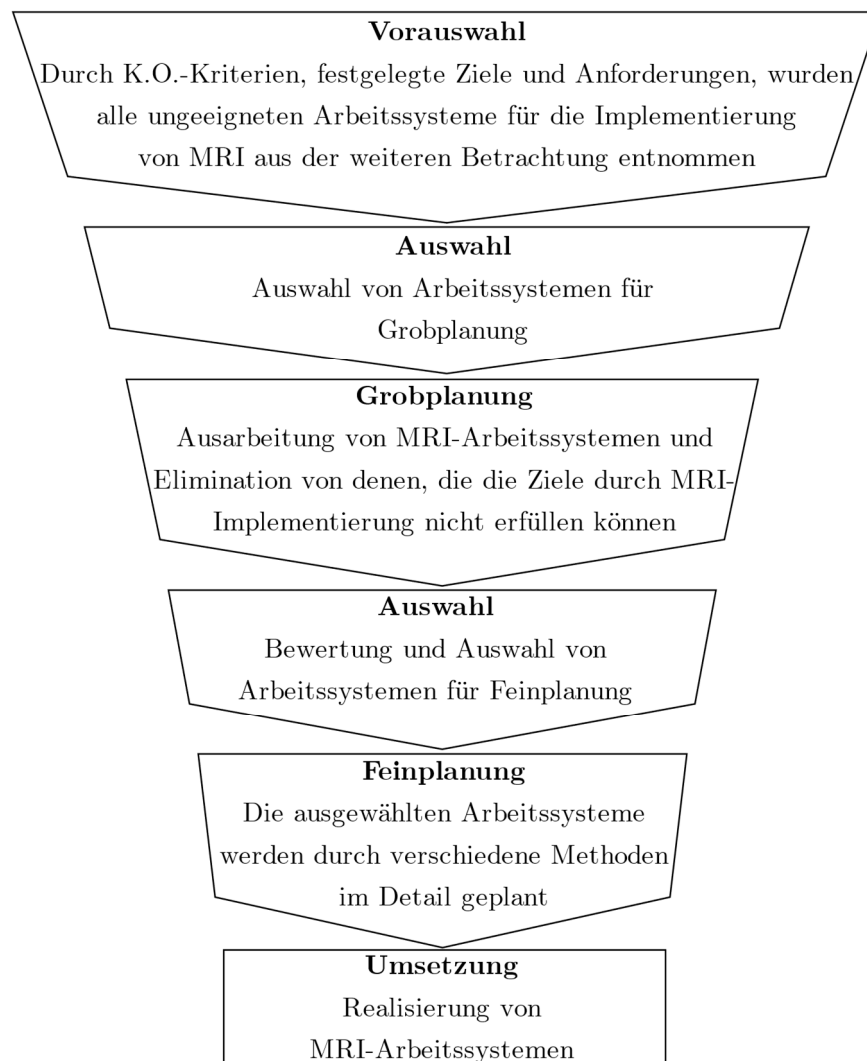 Vorauswahl
Durch K.O.-Kriterien, festgelegte Ziele und Anforderungen, wurden
alle ungeeigneten Arbeitssysteme für die Implementierung
von MRI aus der weiteren Betrachtung entnommen
Auswahl
Auswahl von Arbeitssystemen für
Grobplanung
Grobplanung
Ausarbeitung von MRI-Arbeitssystemen und
Elimination von denen, die die Ziele durch MRI-
Implementierung nicht erfüllen können
Auswahl
Bewertung und Auswahl von
Arbeitssystemen für Feinplanung
Feinplanung
Die ausgewählten Arbeitssysteme
werden durch verschiedene Methoden
im Detail geplant
Umsetzung
Realisierung von
MRI-Arbeitssystemen